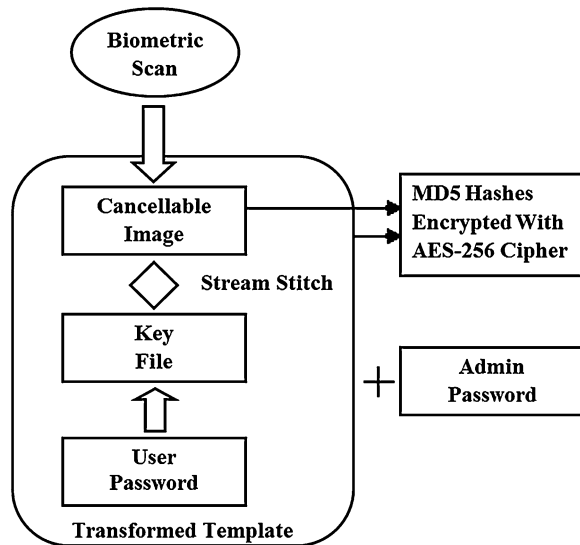 Biometric
Scan
Cancellable
Image
MD5 Hashes
Encrypted With
AES-256 Cipher
Stream Stitch
Key
File
Admin
Password
User
Password
Transformed Template